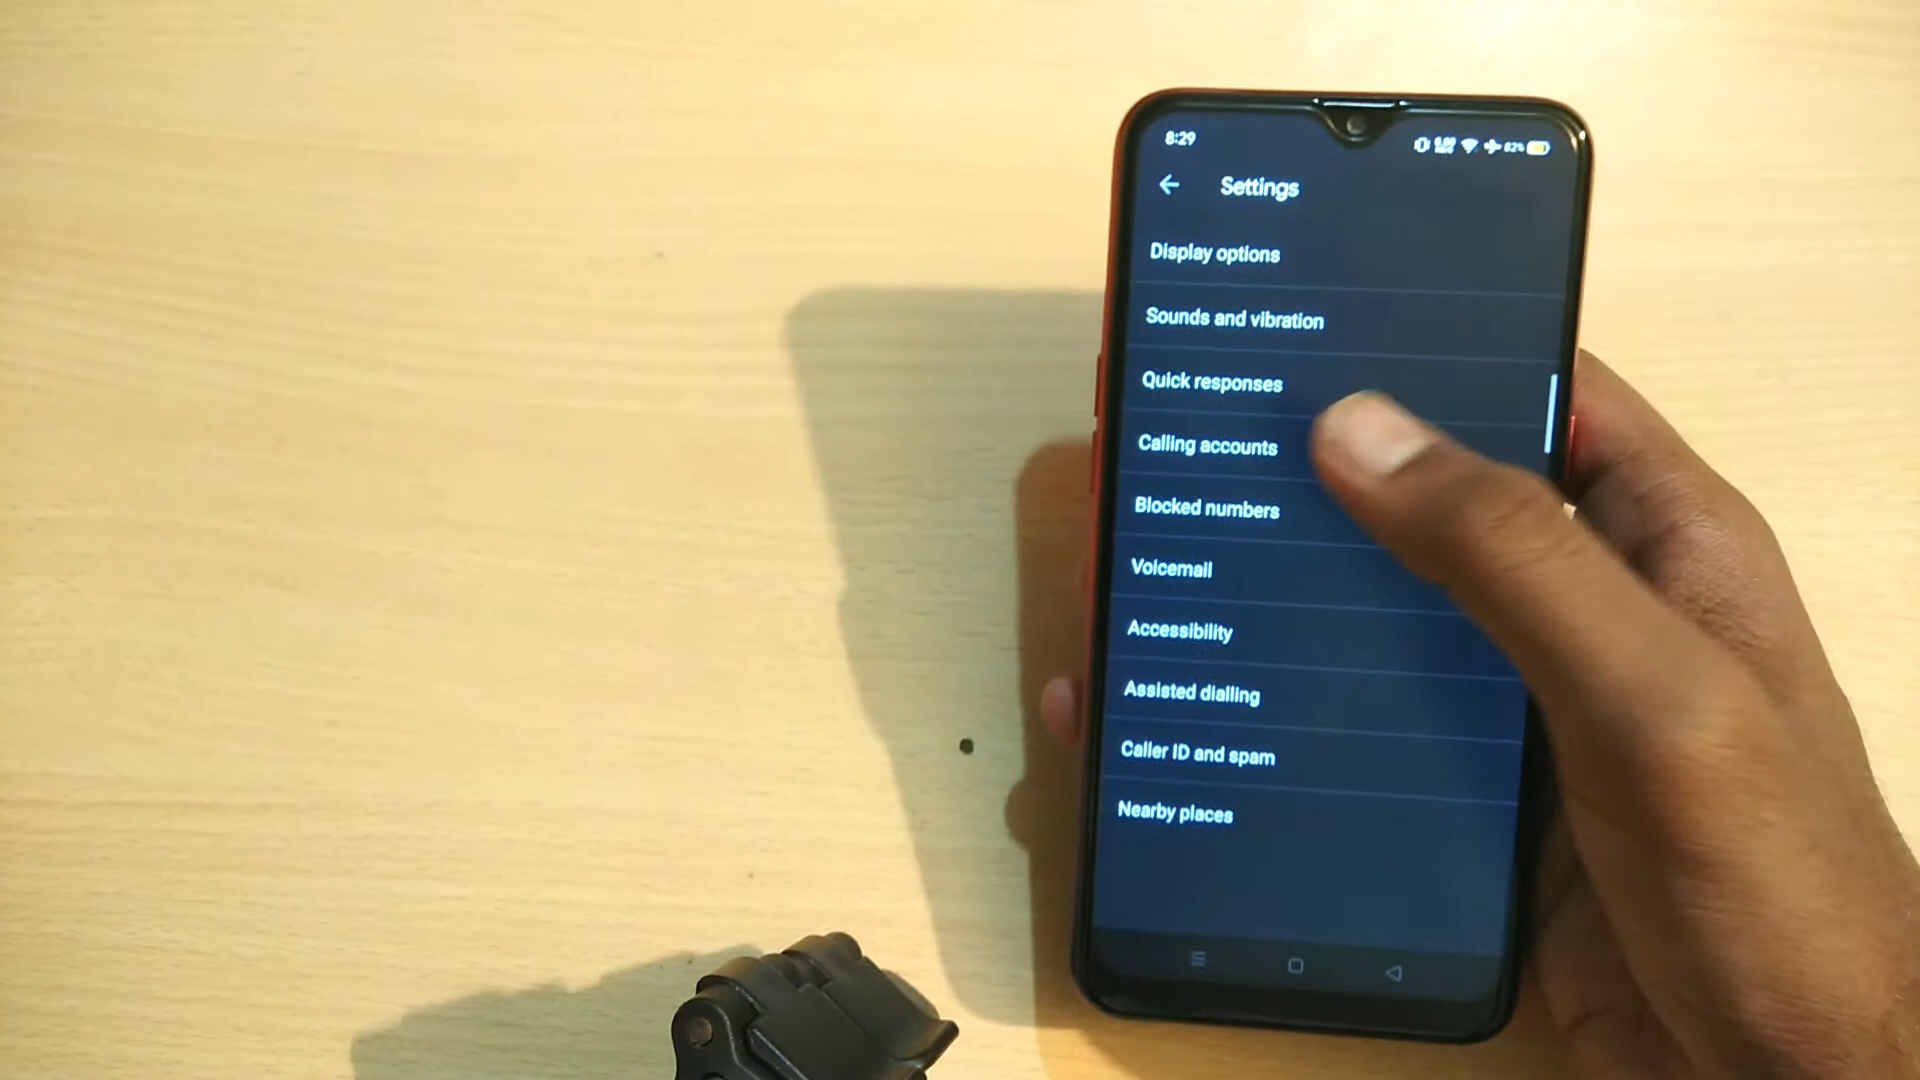 8:29
82%
Settings
Display options
Sounds and vibration
Quick responses
Calling accounts
Blocked numbers
Voicemail
Accessibility
Assisted dialling
Caller ID and spam
Nearby places